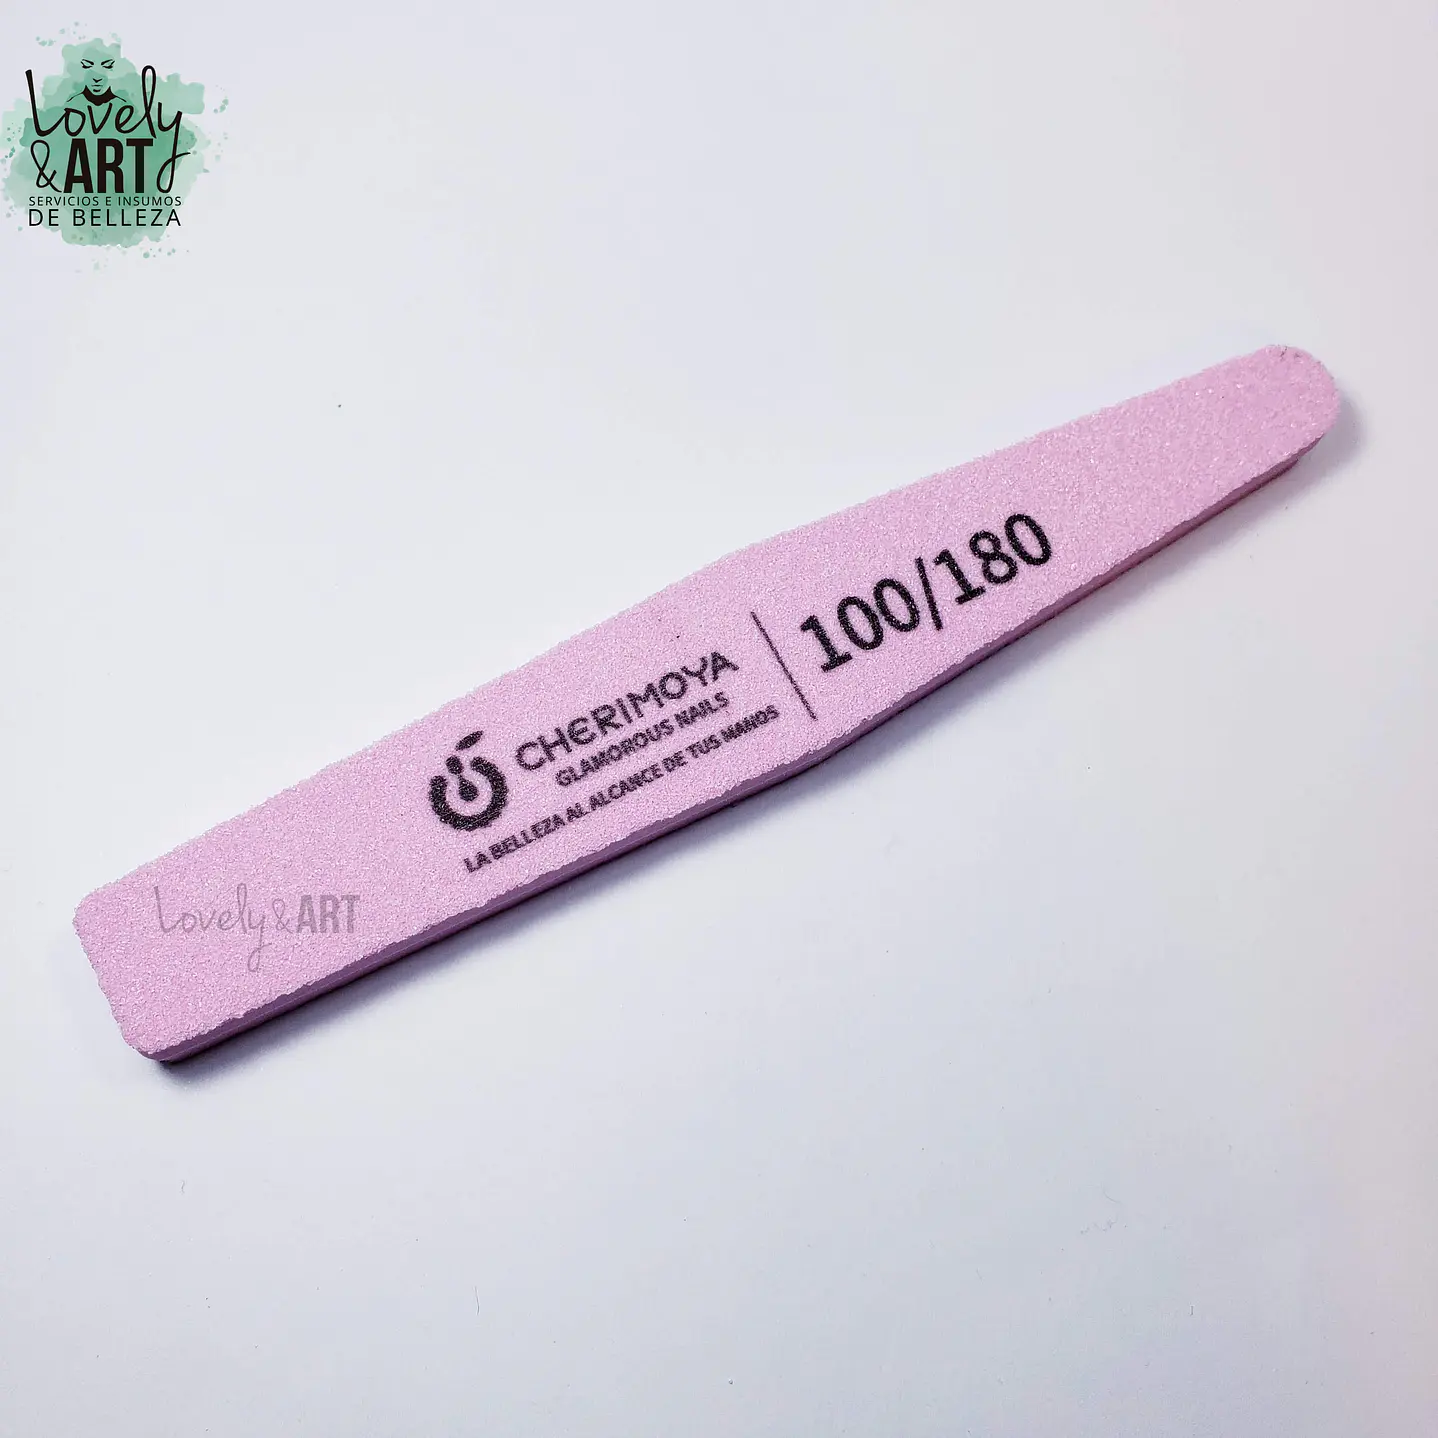 Lovely
& ART
SERVICIOS E INSUMOS
DE BELLEZA
CHERIMOYA
GLAMOROUS NAILS
LA BELLEZA AL ALCANCE DE TUS MANOS
100/180
Lovely & ART